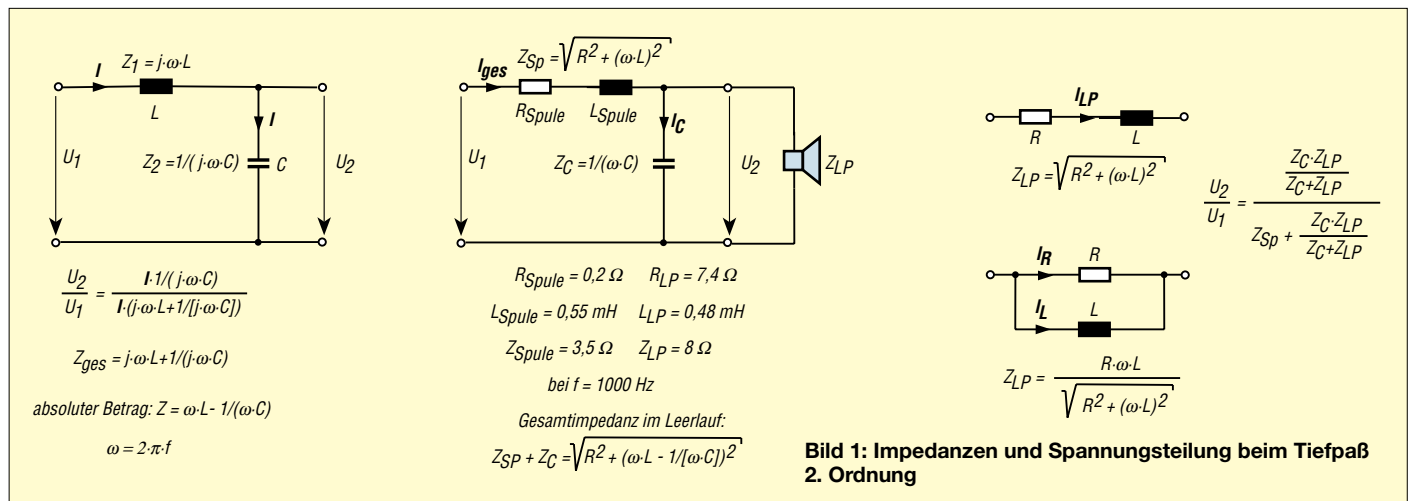 Z1 = j·ω·L
I
L
I
U1
Z2 = 1/( j·ω·C)
C
U2
U2/U1 = I·1/( j·ω·C) / I·(j·ω·L+1/[j·ω·C])
Zges = j·ω·L+1/(j·ω·C)
absoluter Betrag: Z = ω·L- 1/(ω·C)
ω = 2·π·f
ZSp = √R² + (ω·L)²
Iges
RSpule
LSpule
IC
U1
ZC = 1/(ω·C)
U2
ZLP
RSpule = 0,2 Ω RLP = 7,4 Ω
LSpule = 0,55 mH LLP = 0,48 mH
ZSpule = 3,5 Ω ZLP = 8 Ω
bei f = 1000 Hz
Gesamtimpedanz im Leerlauf:
ZSP + ZC = √R² + (ω·L - 1/[ω·C])²
ILP
R
L
ZLP = √R² + (ω·L)²
IR
R
IL
L
ZLP = R·ω·L / √R² + (ω·L)²
U2/U1 = ZC·ZLP/ZC+ZLP / ZSp + ZC·ZLP/ZC+ZLP
Bild 1: Impedanzen und Spannungsteilung beim Tiefpaß
2. Ordnung